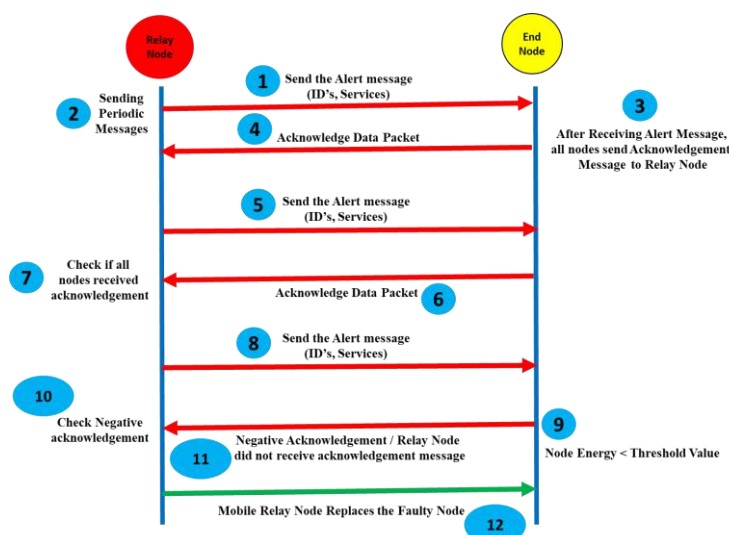 Relay
Node
End
Node
1
Send the Alert message
(ID's, Services)
2
Sending
Periodic
Messages
3
After Receiving Alert Message,
all nodes send Acknowledgement
Message to Relay Node
4
Acknowledge Data Packet
5
Send the Alert message
(ID's, Services)
7
Check if all
nodes received
acknowledgement
Acknowledge Data Packet
6
8
Send the Alert message
(ID's, Services)
10
Check Negative
acknowledgement
9
Node Energy < Threshold Value
11
Negative Acknowledgement / Relay Node
did not receive acknowledgement message
Mobile Relay Node Replaces the Faulty Node
12